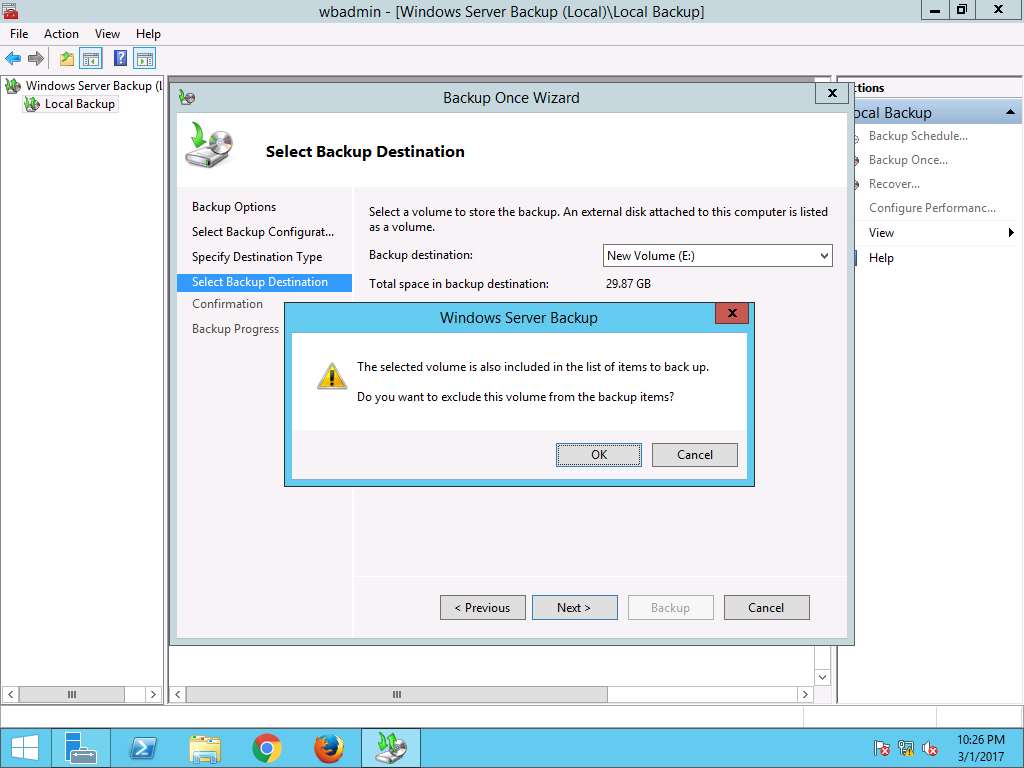 wbadmin - [Windows Server Backup (Local)\Local Backup]
File Action View Help
Windows Server Backup (L
Local Backup
Backup Once Wizard
Select Backup Destination
Backup Options
Select Backup Configurat...
Specify Destination Type
Select Backup Destination
Confirmation
Backup Progress
Select a volume to store the backup. An external disk attached to this computer is listed
as a volume.
Backup destination:
New Volume (E:)
Total space in backup destination:
29.87 GB
Windows Server Backup
The selected volume is also included in the list of items to back up.
Do you want to exclude this volume from the backup items?
OK
Cancel
< Previous
Next >
Backup
Cancel
ctions
ocal Backup
Backup Schedule...
Backup Once...
Recover...
Configure Performanc...
View
Help
10:26 PM
3/1/2017